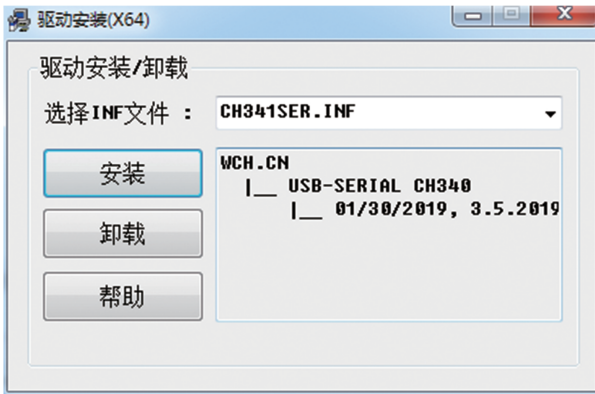 驱动安装(X64)
驱动安装/卸载
选择INF文件 : CH341SER.INF
安装
卸载
帮助
WCH.CN
|__ USB-SERIAL CH340
|__ 01/30/2019, 3.5.2019